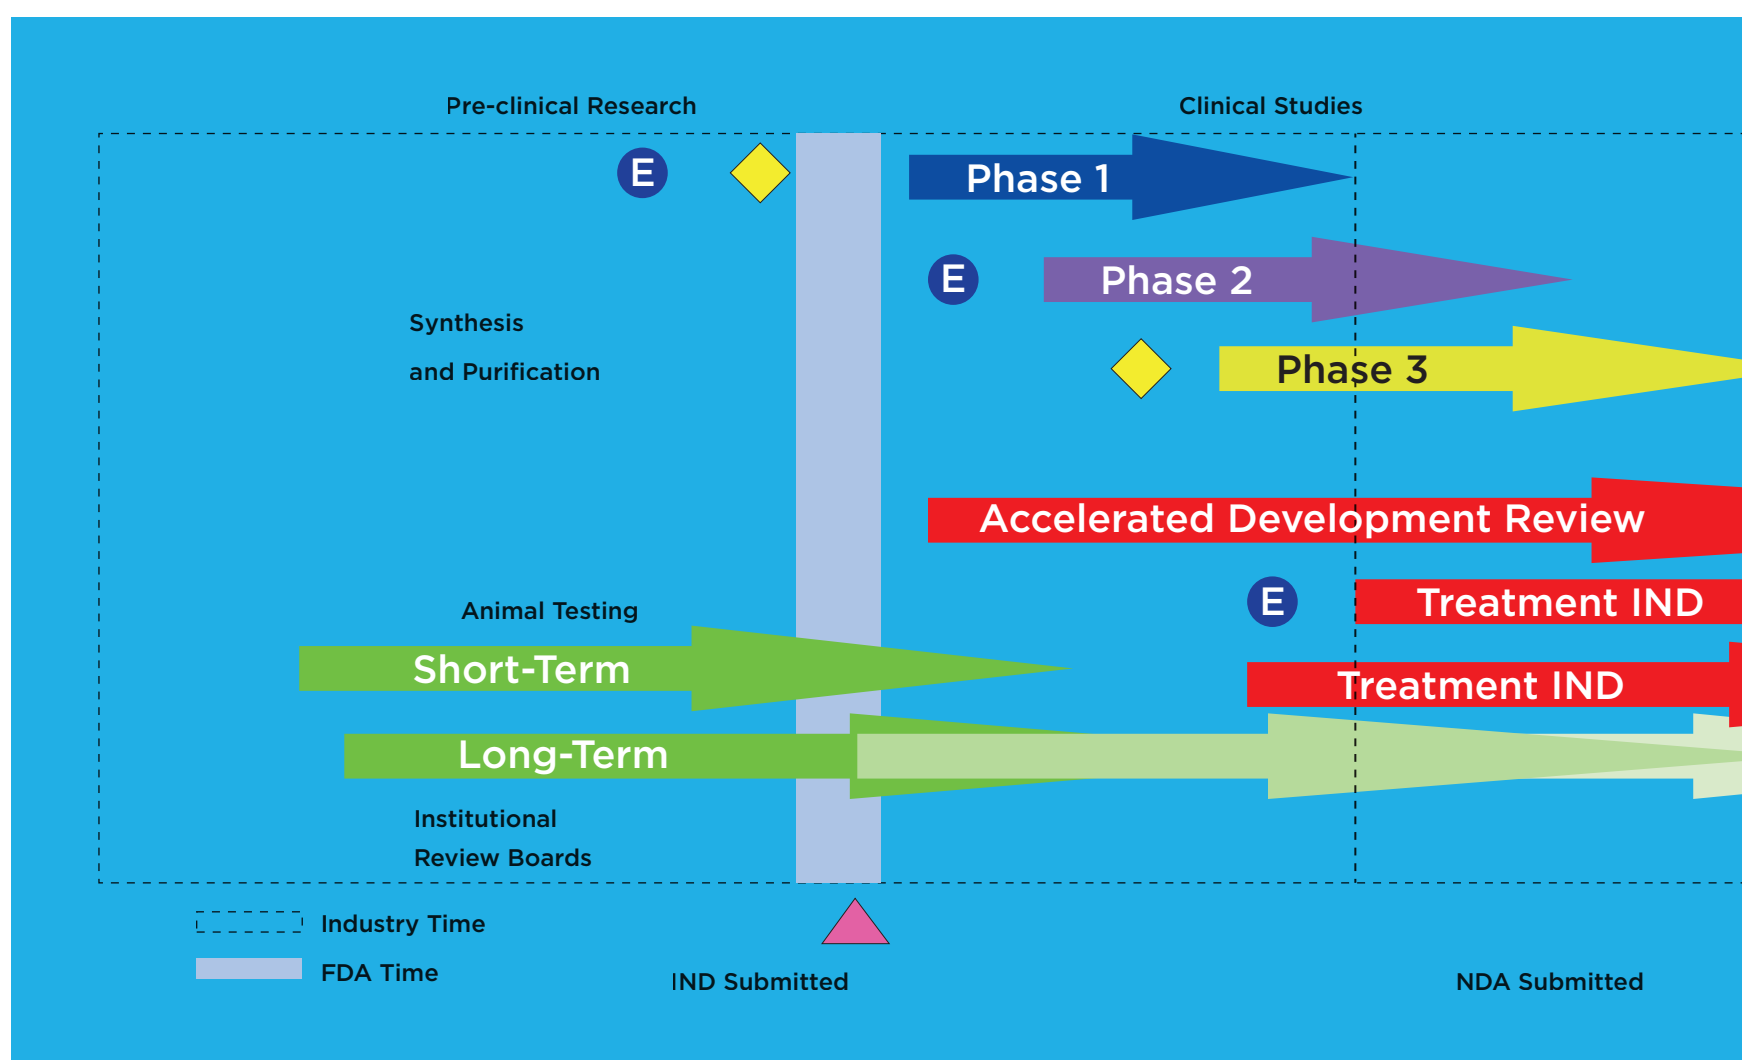 Pre-clinical Research
Clinical Studies
E
Phase 1
E
Phase 2
Synthesis
and Purification
Phase 3
Accelerated Development Review
E
Treatment IND
Animal Testing
Short-Term
Treatment IND
Long-Term
Institutional
Review Boards
Industry Time
FDA Time
IND Submitted
NDA Submitted